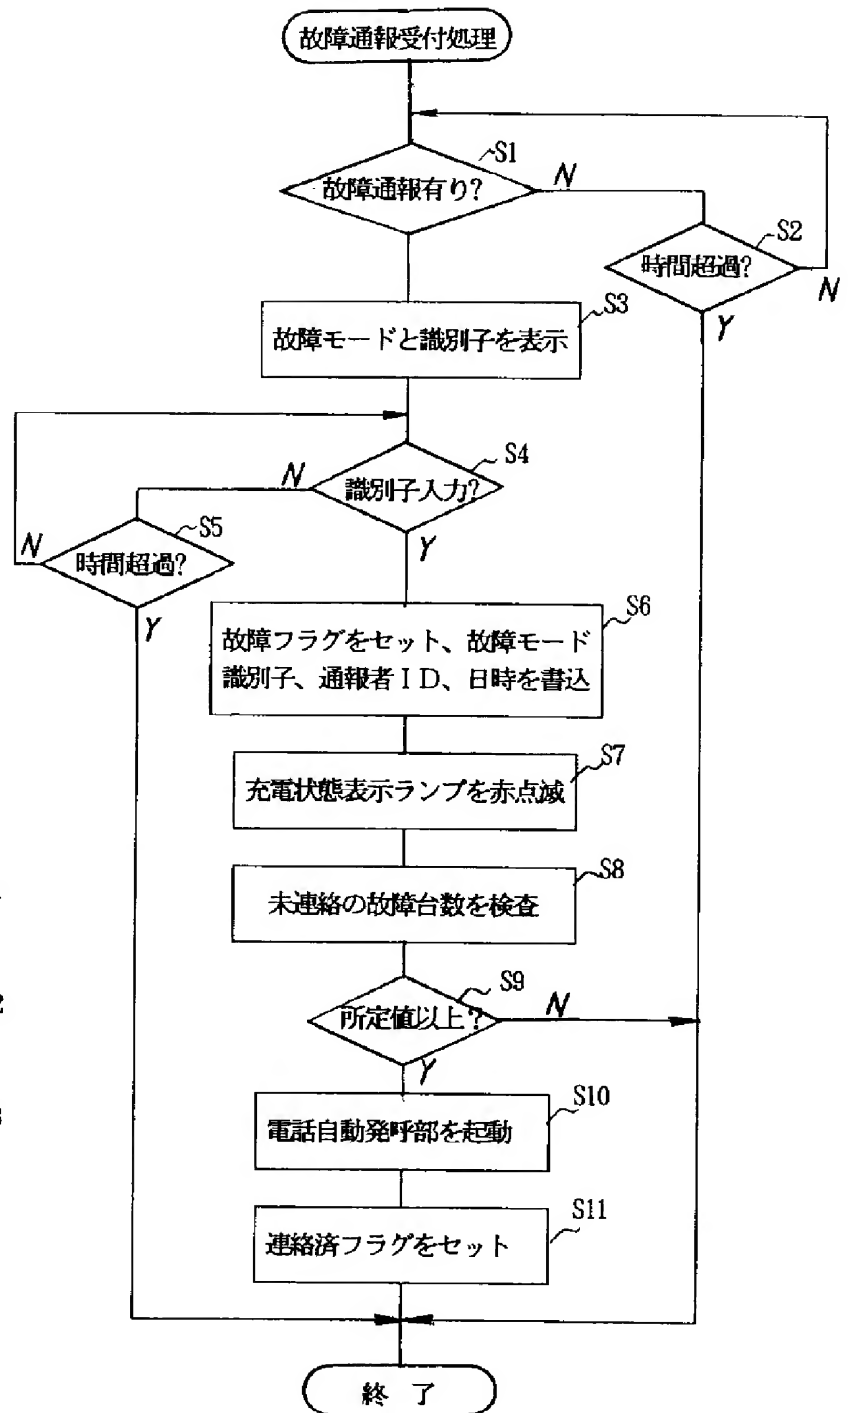 故障通報受付処理
S1
故障通報有り?
N
S2
時間超過?
N
Y
S3
故障モードと識別子を表示
S4
N
識別子入力?
Y
S5
N
時間超過?
Y
S6
故障フラグをセット、故障モード
識別子、通報者ID、日時を書込
S7
充電状態表示ランプを赤点滅
S8
未連絡の故障台数を検査
S9
所定値以上?
N
Y
S10
電話自動発呼部を起動
S11
連絡済フラグをセット
終 了